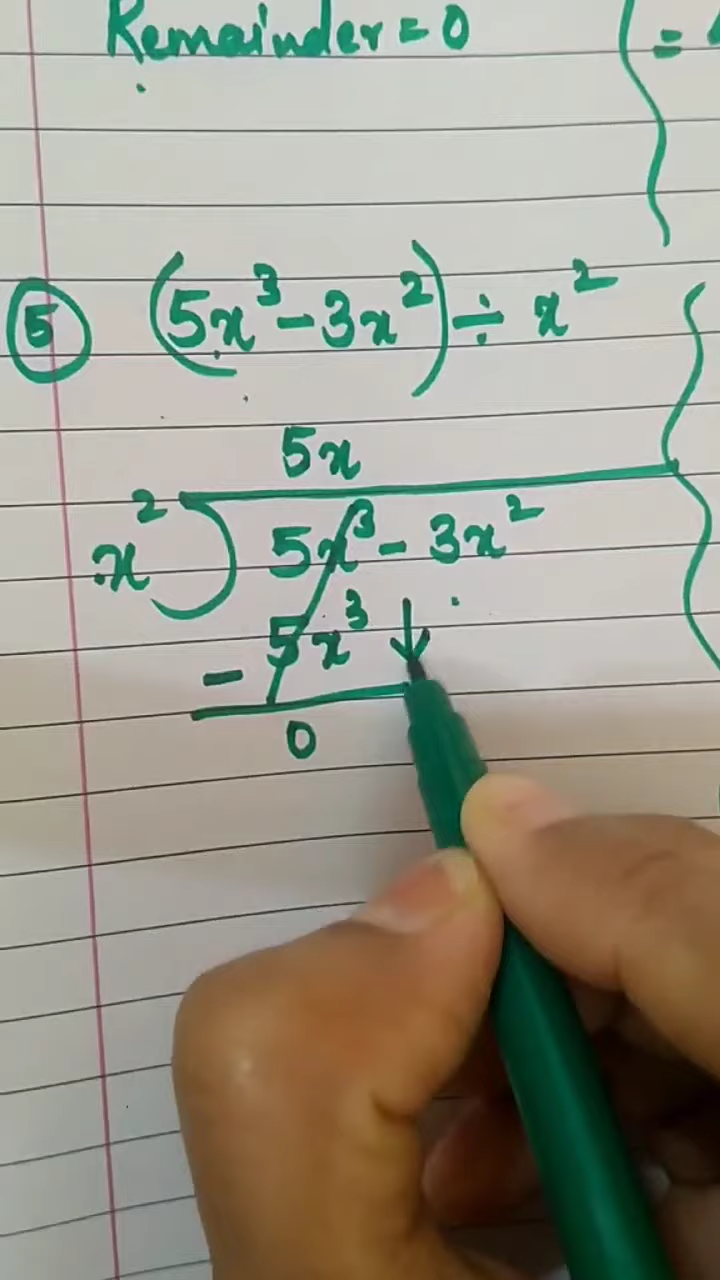 Remainder = 0
=
5 (5x³ - 3x²) ÷ x²
5x
x² ) 5x³ - 3x²
- 5x³ ↓
0